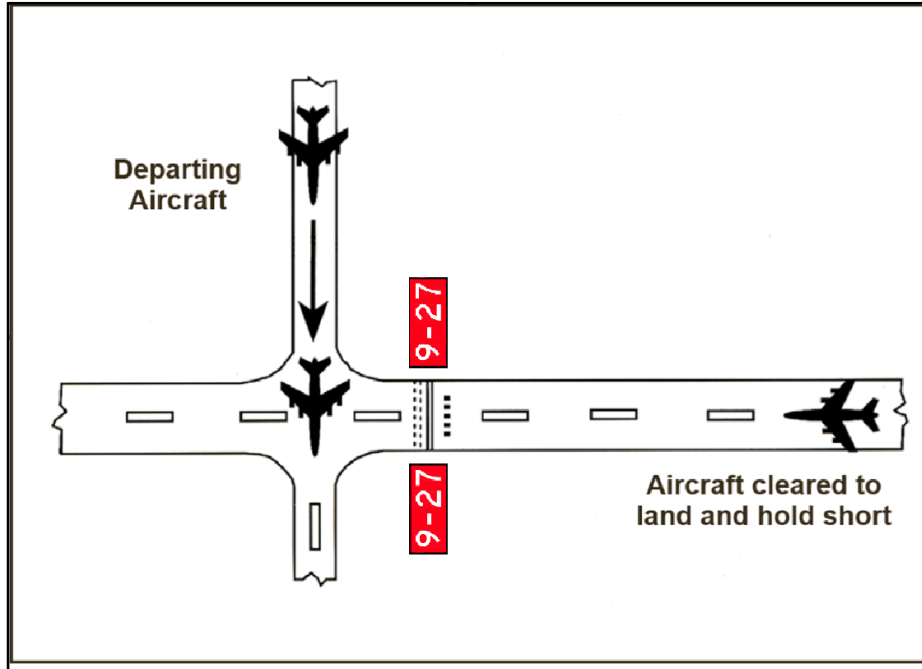 Departing
Aircraft
9-27
9-27
Aircraft cleared to
land and hold short